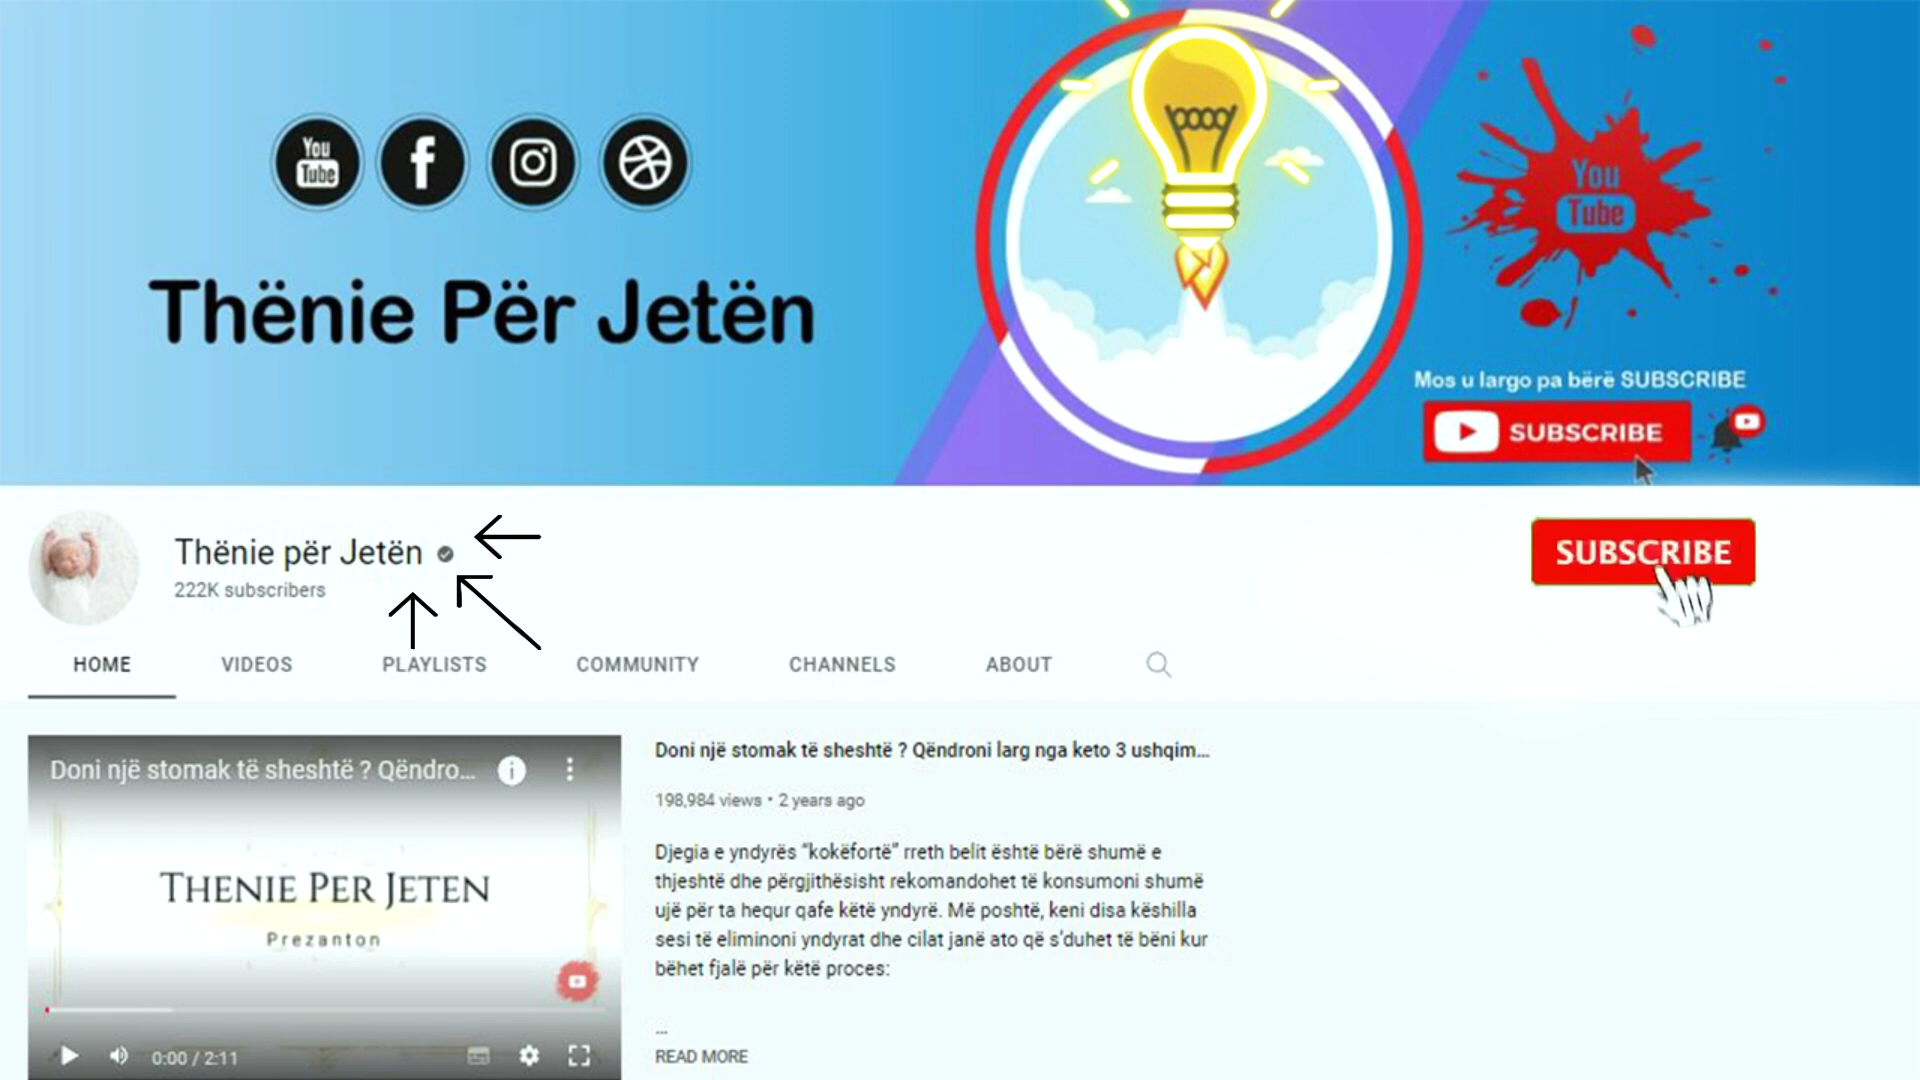 You
Tube
f
Thënie Për Jetën
You
Tube
Mos u largo pa bërë SUBSCRIBE
SUBSCRIBE
Thënie për Jetën
222K subscribers
SUBSCRIBE
HOME VIDEOS PLAYLISTS COMMUNITY CHANNELS ABOUT
Doni një stomak të sheshtë ? Qëndro...
THENIE PER JETEN
Prezanton
0:00 / 2:11
Doni një stomak të sheshtë ? Qëndroni larg nga keto 3 ushqim...
198,984 views • 2 years ago
Djegia e yndyrës “kokëfortë” rreth belit është bërë shumë e
thjeshtë dhe përgjithësisht rekomandohet të konsumoni shumë
ujë për ta hequr qafe këtë yndyrë. Më poshtë, keni disa këshilla
sesi të eliminoni yndyrat dhe cilat janë ato që s’duhet të bëni kur
bëhet fjalë për këtë proces:
...
READ MORE